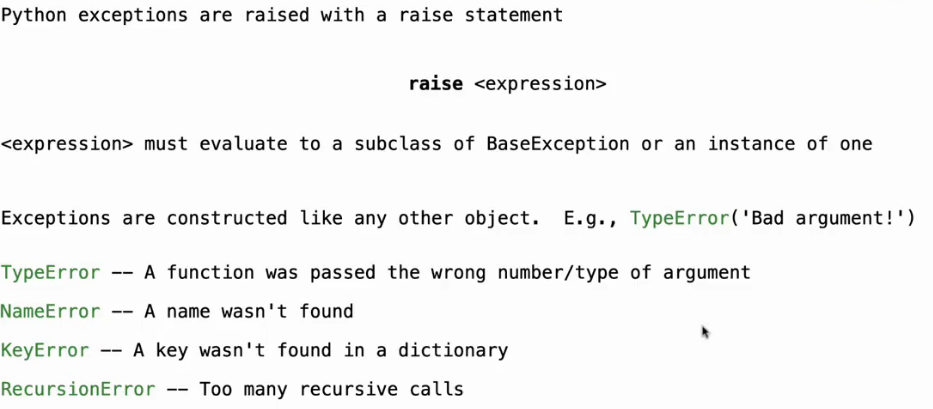 Python exceptions are raised with a raise statement
raise <expression>
<expression> must evaluate to a subclass of BaseException or an instance of one
Exceptions are constructed like any other object.  E.g., TypeError('Bad argument!')
TypeError -- A function was passed the wrong number/type of argument
NameError -- A name wasn't found
KeyError -- A key wasn't found in a dictionary
RecursionError -- Too many recursive calls